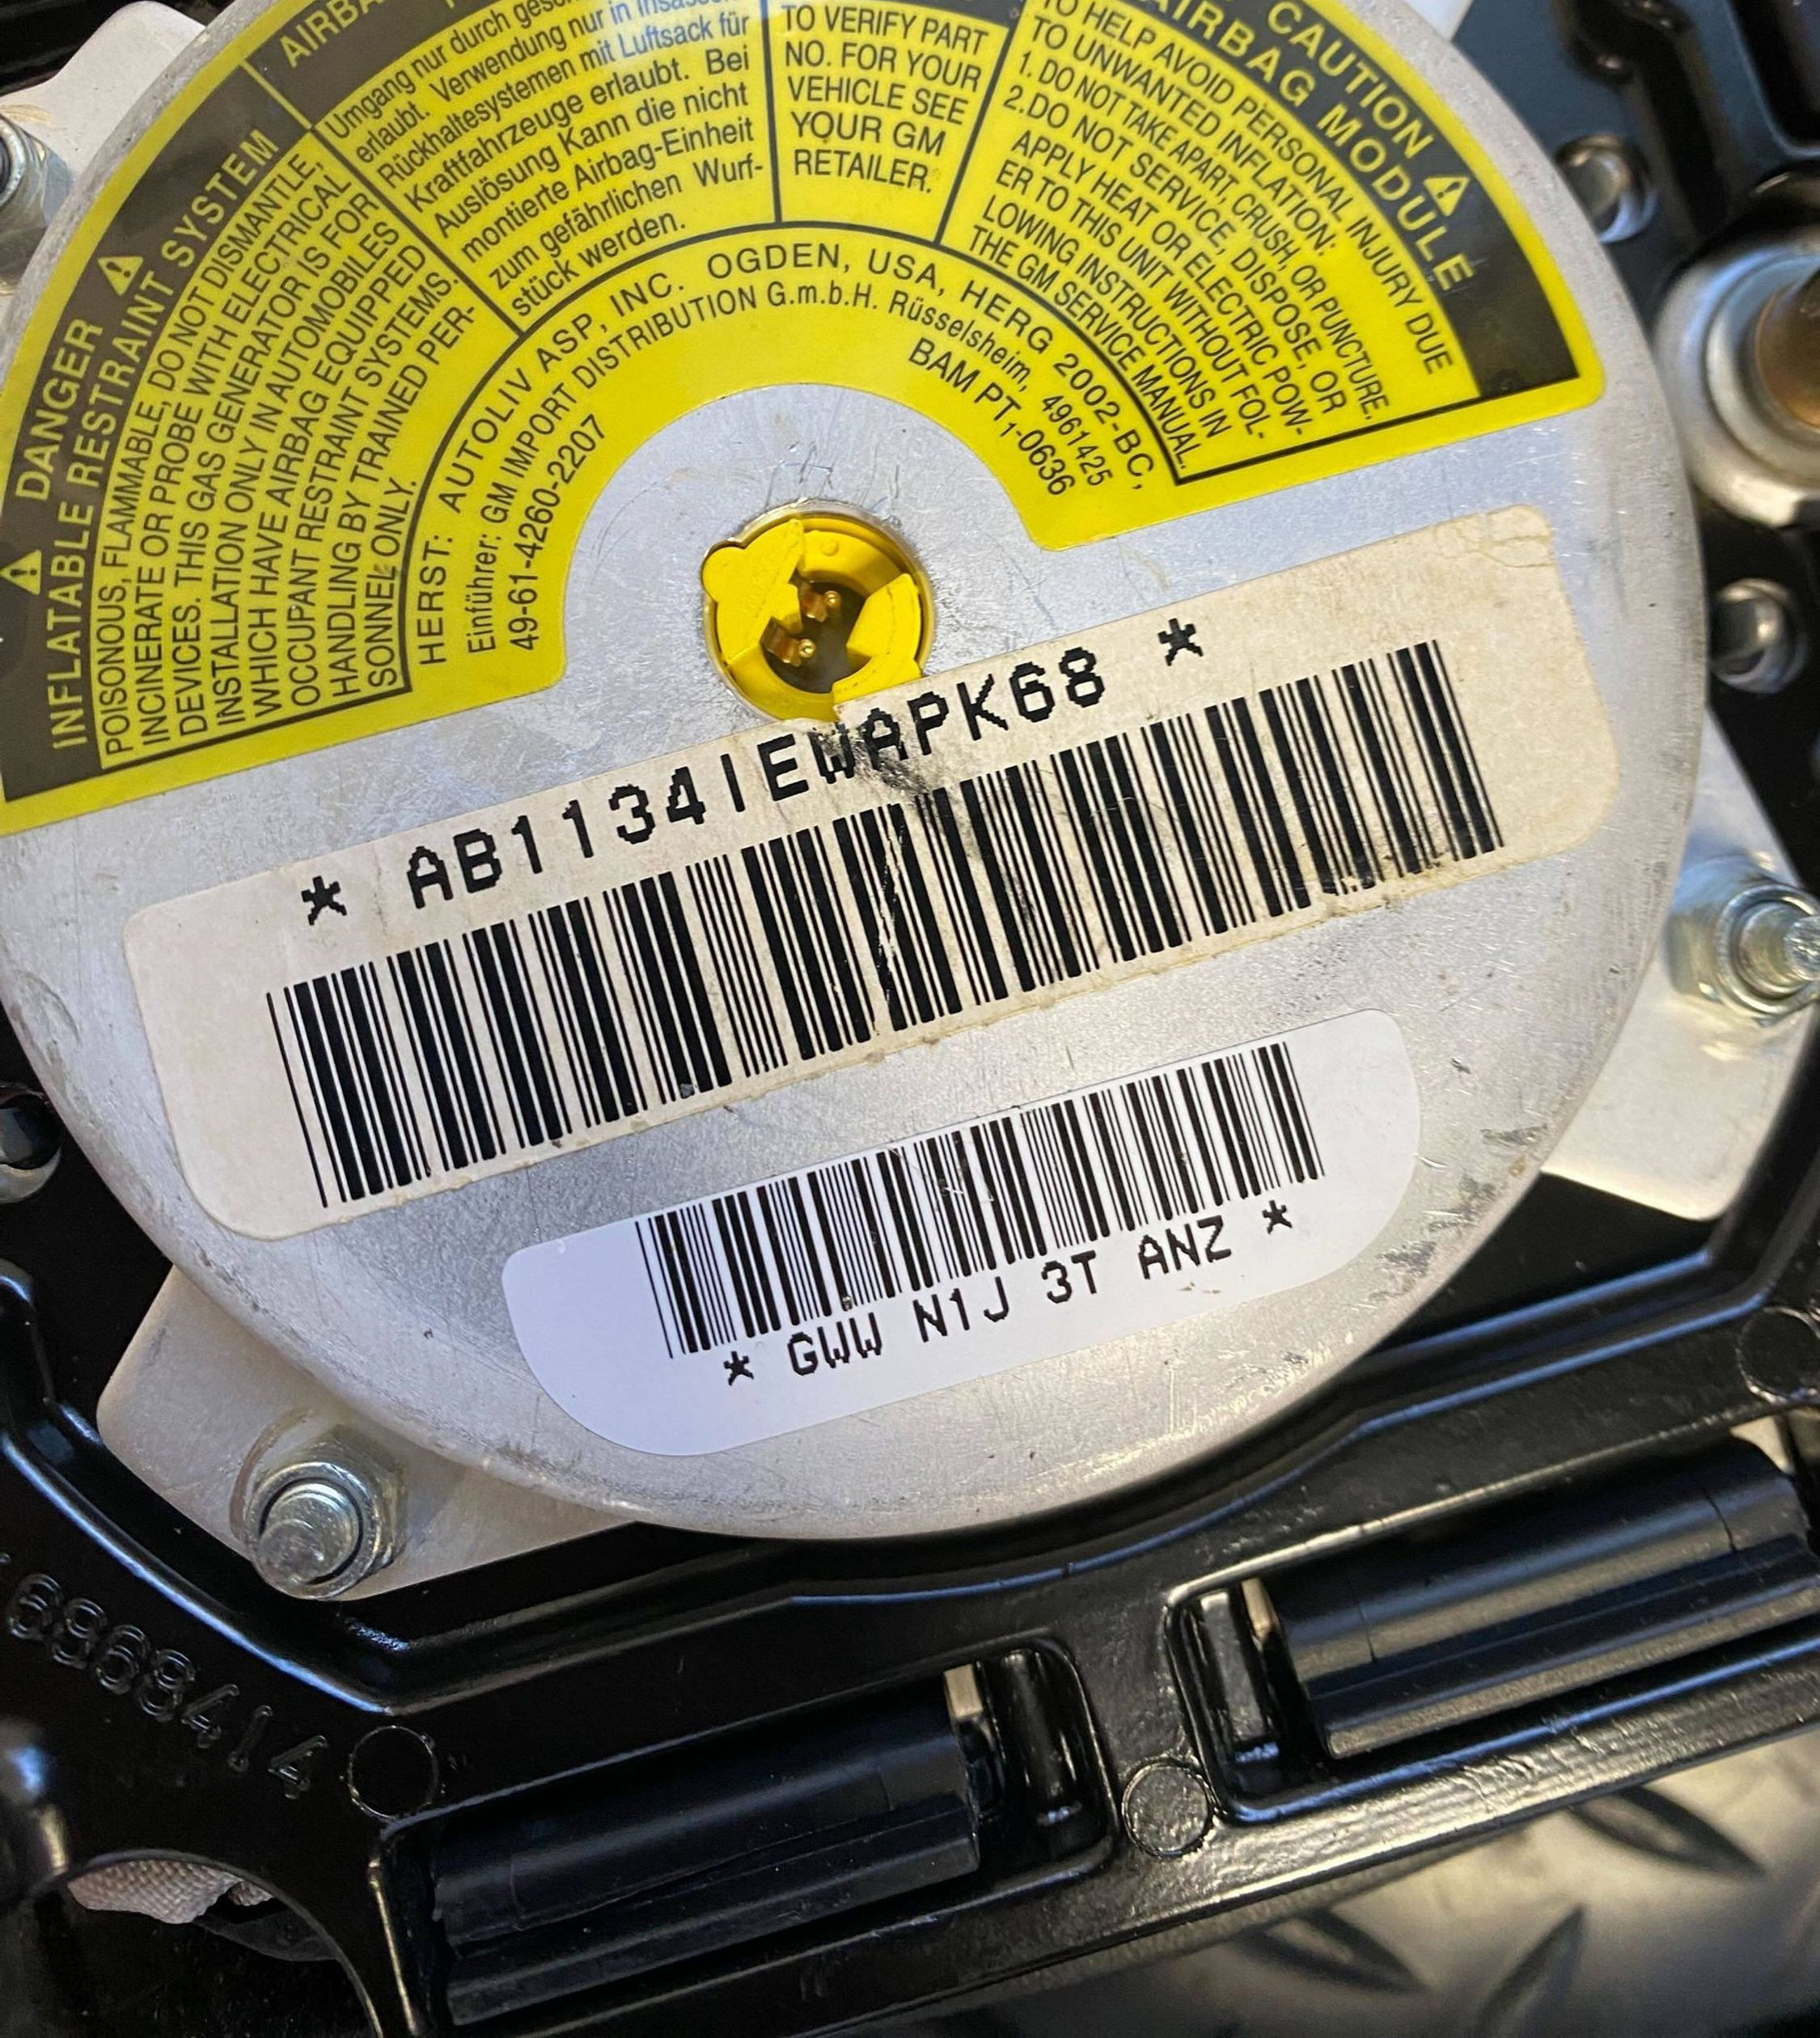 DANGER
INFLATABLE RESTRAINT SYSTEM
POISONOUS, FLAMMABLE, DO NOT DISMANTLE,
INCINERATE OR PROBE WITH ELECTRICAL
DEVICES. THIS GAS GENERATOR IS FOR
INSTALLATION ONLY IN AUTOMOBILES
WHICH HAVE AIRBAG EQUIPPED
OCCUPANT RESTRAINT SYSTEMS.
HANDLING BY TRAINED PER-
SONNEL ONLY.
Umgang nur durch
erlaubt. Verwendung nur in
Rückhaltesystemen mit Luftsack für
Kraftfahrzeuge erlaubt. Bei
Auslösung Kann die nicht
montierte Airbag-Einheit
zum gefährlichen Wurf-
stück werden.
TO VERIFY PART
NO. FOR YOUR
VEHICLE SEE
YOUR GM
RETAILER.
CAUTION
AIRBAG MODULE
TO HELP AVOID PERSONAL INJURY DUE
TO UNWANTED INFLATION:
1. DO NOT TAKE APART, CRUSH, OR PUNCTURE.
2. DO NOT SERVICE, DISPOSE, OR
APPLY HEAT OR ELECTRIC POW-
ER TO THIS UNIT WITHOUT FOL-
LOWING INSTRUCTIONS IN
THE GM SERVICE MANUAL.
HERST: AUTOLIV ASP, INC. OGDEN, USA, HERG 2002-BC,
Einführer: GM IMPORT DISTRIBUTION G.m.b.H. Rüsselsheim, 4961425
49-61-4260-2207
BAM PT1-0636
* AB1134IEWAPK68 *
* GWW N1J 3T ANZ *
6968414